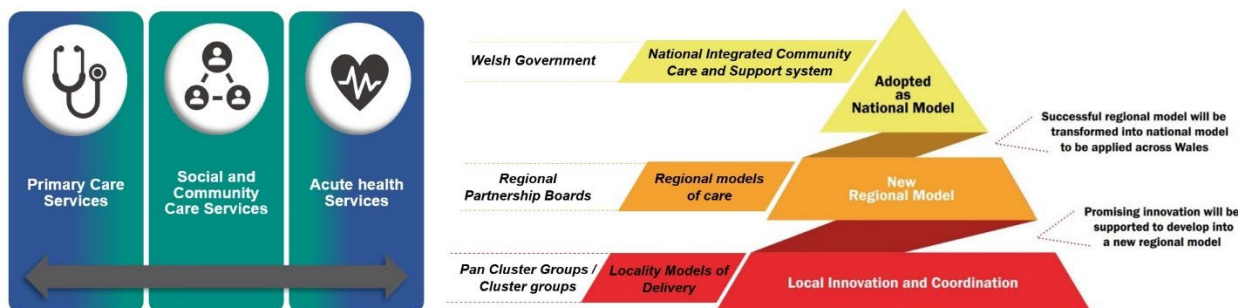 Primary Care
Services
Social and
Community
Care Services
Acute health
Services
Welsh Government
National Integrated Community
Care and Support system
Adopted
as
National Model
Successful regional model will be
transformed into national model
to be applied across Wales
Regional
Partnership Boards
Regional models
of care
New
Regional Model
Promising innovation will be
supported to develop into
a new regional model
Pan Cluster Groups /
Cluster groups
Locality Models of
Delivery
Local Innovation and Coordination